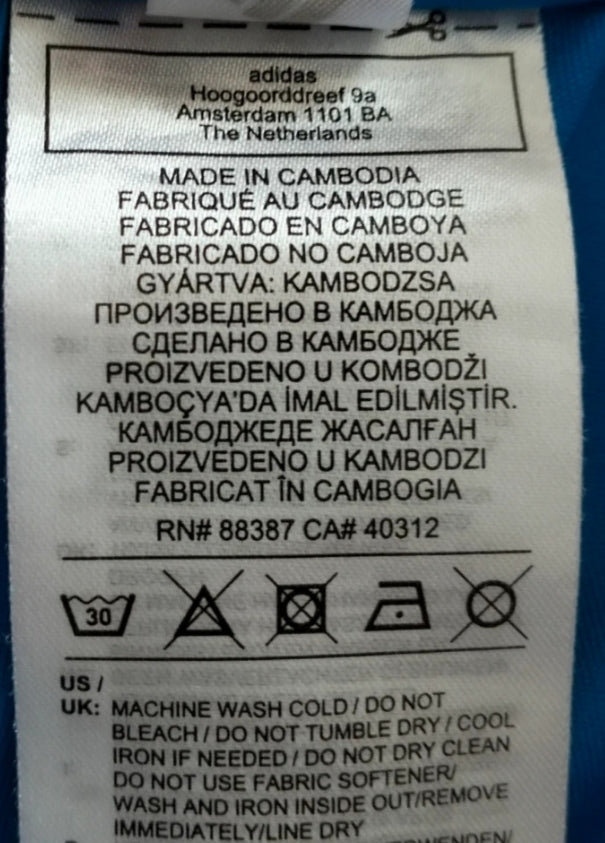 adidas
Hoogoorddreef 9a
Amsterdam 1101 BA
The Netherlands
MADE IN CAMBODIA
FABRIQUÉ AU CAMBODGE
FABRICADO EN CAMBOYA
FABRICADO NO CAMBOJA
GYÁRTVA: KAMBODZSA
ПРОИЗВЕДЕНО В КАМБОДЖА
СДЕЛАНО В КАМБОДЖЕ
PROIZVEDENO U KOMBODŽI
KAMBOÇYA'DA İMAL EDİLMİŞTİR.
КАМБОДЖЕДЕ ЖАСАЛҒАН
PROIZVEDENO U KAMBODZI
FABRICAT ÎN CAMBOGIA
RN# 88387 CA# 40312
30
US /
UK: MACHINE WASH COLD / DO NOT
BLEACH / DO NOT TUMBLE DRY / COOL
IRON IF NEEDED / DO NOT DRY CLEAN
DO NOT USE FABRIC SOFTENER/
WASH AND IRON INSIDE OUT/REMOVE
IMMEDIATELY/LINE DRY